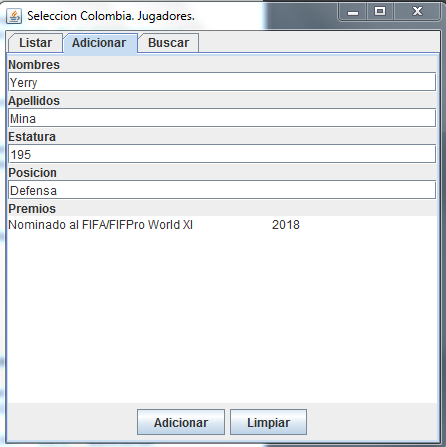 Seleccion Colombia. Jugadores.
Listar Adicionar Buscar
Nombres
Yerry
Apellidos
Mina
Estatura
195
Posicion
Defensa
Premios
Nominado al FIFA/FIFPro World XI 2018
Adicionar Limpiar